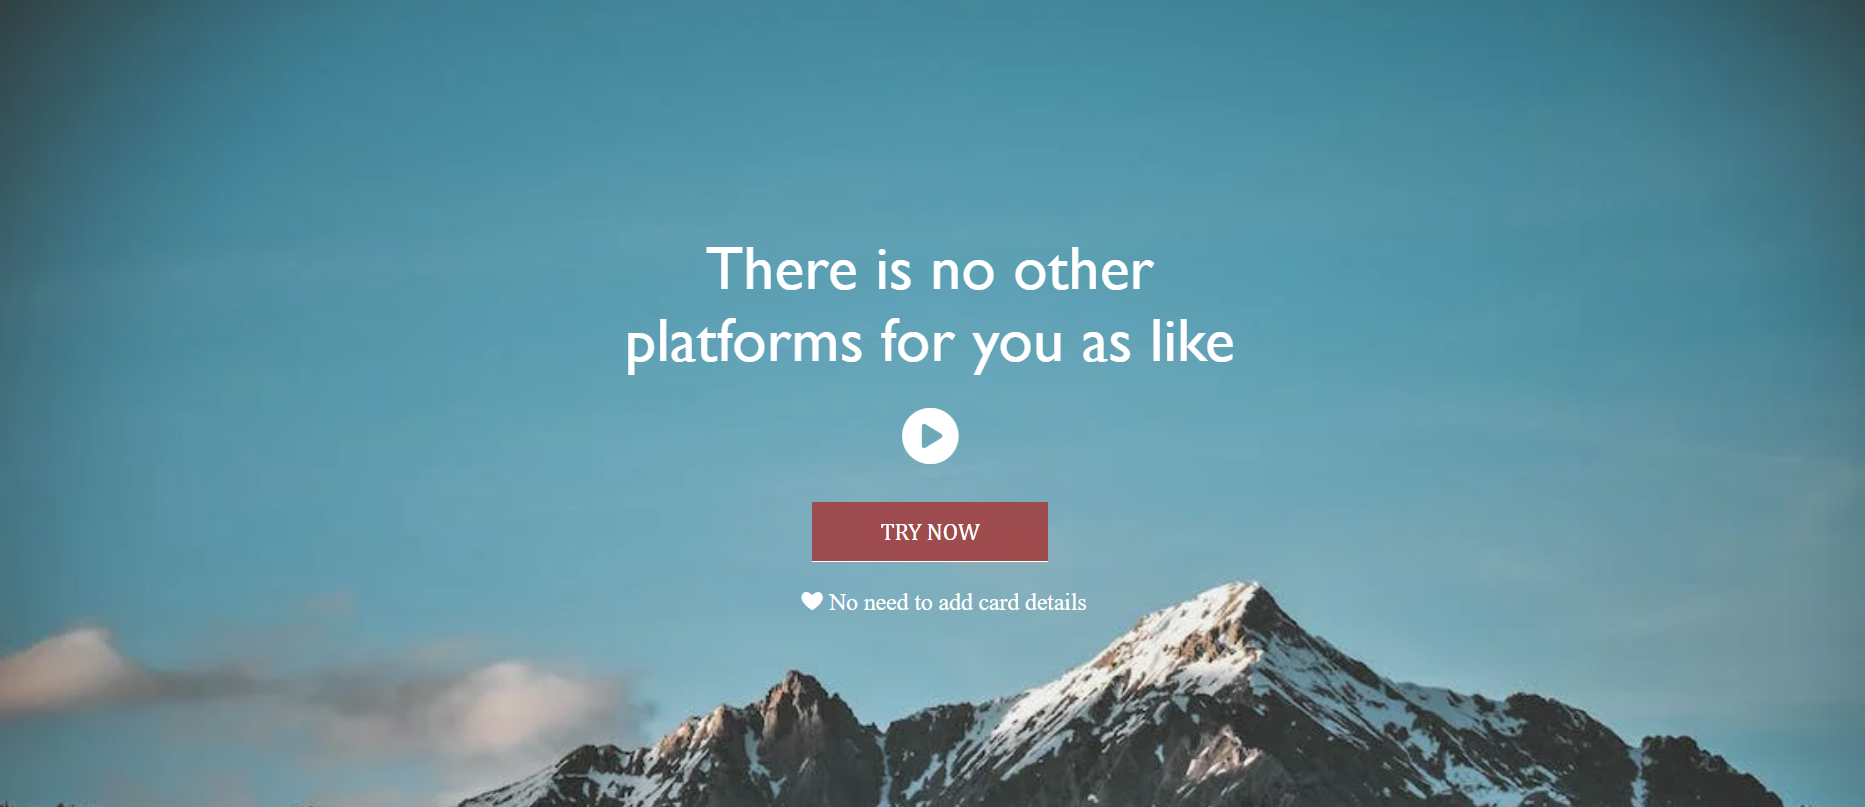 There is no other
platforms for you as like
TRY NOW
No need to add card details